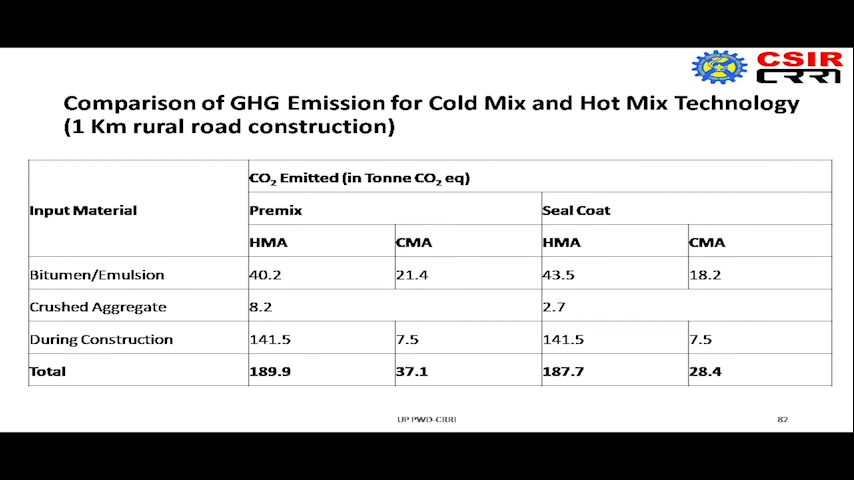 CSIR
CRRI
Comparison of GHG Emission for Cold Mix and Hot Mix Technology
(1 Km rural road construction)
CO2 Emitted (in Tonne CO2 eq)
Input Material Premix Seal Coat
HMA CMA HMA CMA
Bitumen/Emulsion 40.2 21.4 43.5 18.2
Crushed Aggregate 8.2 2.7
During Construction 141.5 7.5 141.5 7.5
Total 189.9 37.1 187.7 28.4
UP PWD-CRRI 82